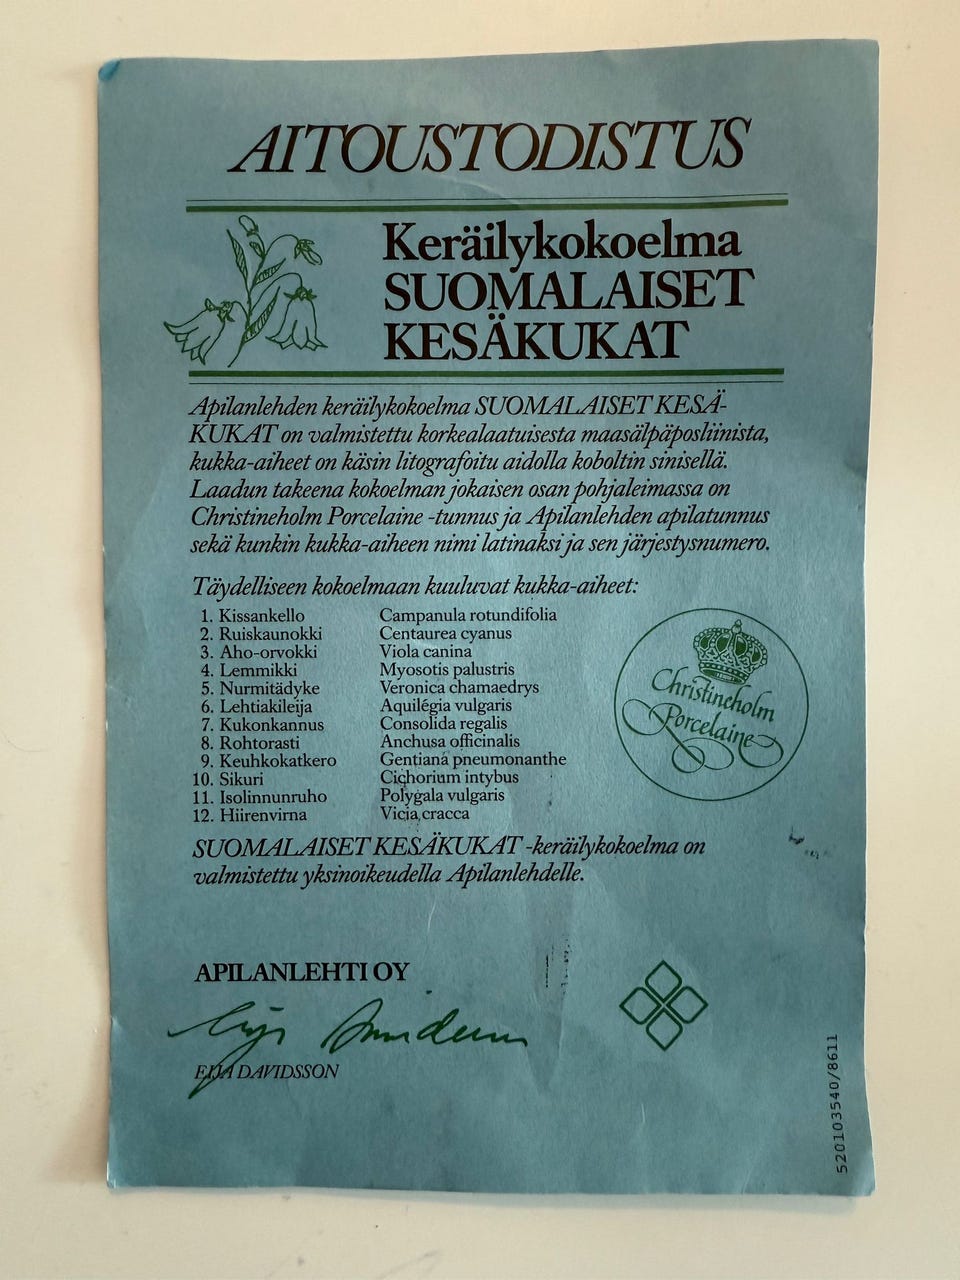 AITOUSTODISTUS
Keräilykokoelma
SUOMALAISET
KESÄKUKAT
Apilanlehden keräilykokoelma SUOMALAISET KESÄ-
KUKAT on valmistettu korkealaatuisesta maasälpäposliinista,
kukka-aiheet on käsin litografoitu aidolla koboltin sinisellä.
Laadun takeena kokoelman jokaisen osan pohjaleimassa on
Christineholm Porcelaine -tunnus ja Apilanlehden apilatunnus
sekä kunkin kukka-aiheen nimi latinaksi ja sen järjestysnumero.
Täydelliseen kokoelmaan kuuluvat kukka-aiheet:
1. Kissankello Campanula rotundifolia
2. Ruiskaunokki Centaurea cyanus
3. Aho-orvokki Viola canina
4. Lemmikki Myosotis palustris
5. Nurmitädyke Veronica chamaedrys
6. Lehtiakileija Aquilégia vulgaris
7. Kukonkannus Consolida regalis
8. Rohtorasti Anchusa officinalis
9. Keuhkokatkero Gentiana pneumonanthe
10. Sikuri Cichorium intybus
11. Isolinnunruho Polygala vulgaris
12. Hiirenvirna Vicia cracca
Christineholm
Porcelaine
SUOMALAISET KESÄKUKAT -keräilykokoelma on
valmistettu yksinoikeudella Apilanlehdelle.
APILANLEHTI OY
EIJA DAVIDSSON
520103540/8611